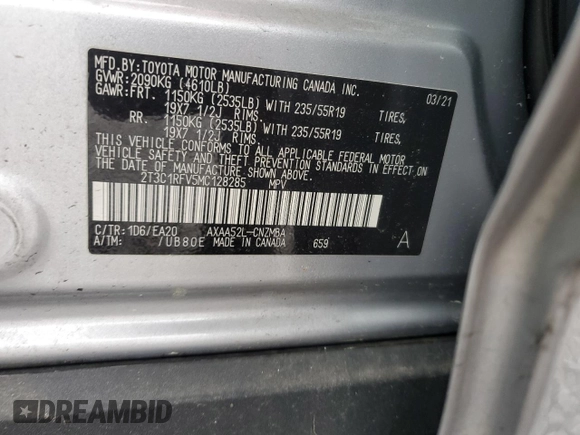 MFD.BY: TOYOTA MOTOR MANUFACTURING CANADA INC.
GVWR: 2090KG (4610LB) 03/21
GAWR: FRT. 1150KG (2535LB) WITH 235/55R19 TIRES,
19X7 1/2J RIMS.
RR. 1150KG (2535LB) WITH 235/55R19 TIRES,
19X7 1/2J RIMS.
THIS VEHICLE CONFORMS TO ALL APPLICABLE FEDERAL MOTOR
VEHICLE SAFETY AND THEFT PREVENTION STANDARDS IN
EFFECT ON THE DATE OF MANUFACTURE SHOWN ABOVE.
2T3C1RFV5MC128285 MPV
C/TR: 1D6/EA20 AXAA52L-CNZMBA
A/TM: /UB80E MADE IN CANADA 659 A
DREAMBID